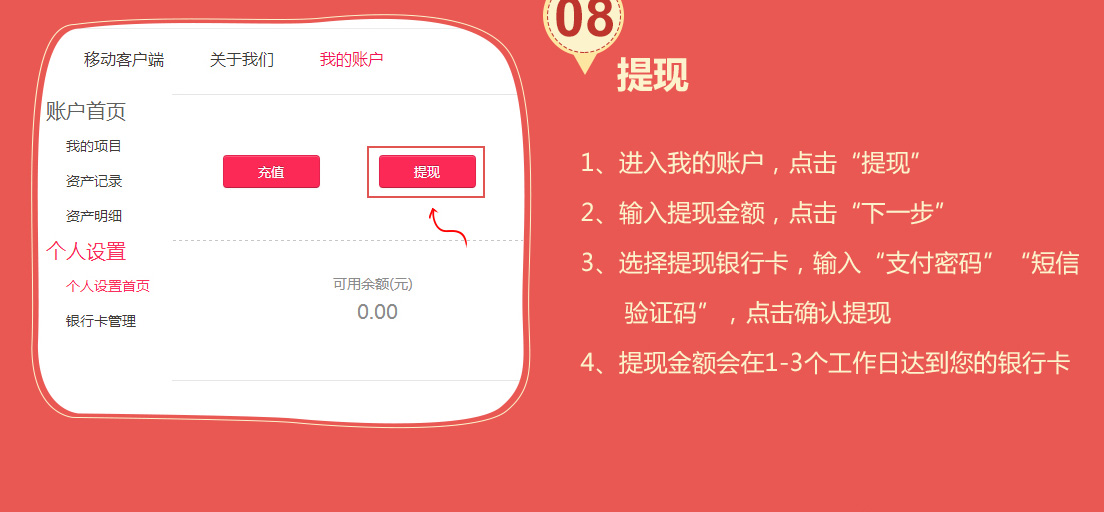 移动客户端 关于我们 我的账户
账户首页
我的项目
资产记录
资产明细
个人设置
个人设置首页
银行卡管理
充值 提现
可用余额(元)
0.00
08
提现
1、进入我的账户，点击“提现”
2、输入提现金额，点击“下一步”
3、选择提现银行卡，输入“支付密码”“短信
验证码”，点击确认提现
4、提现金额会在1-3个工作日达到您的银行卡